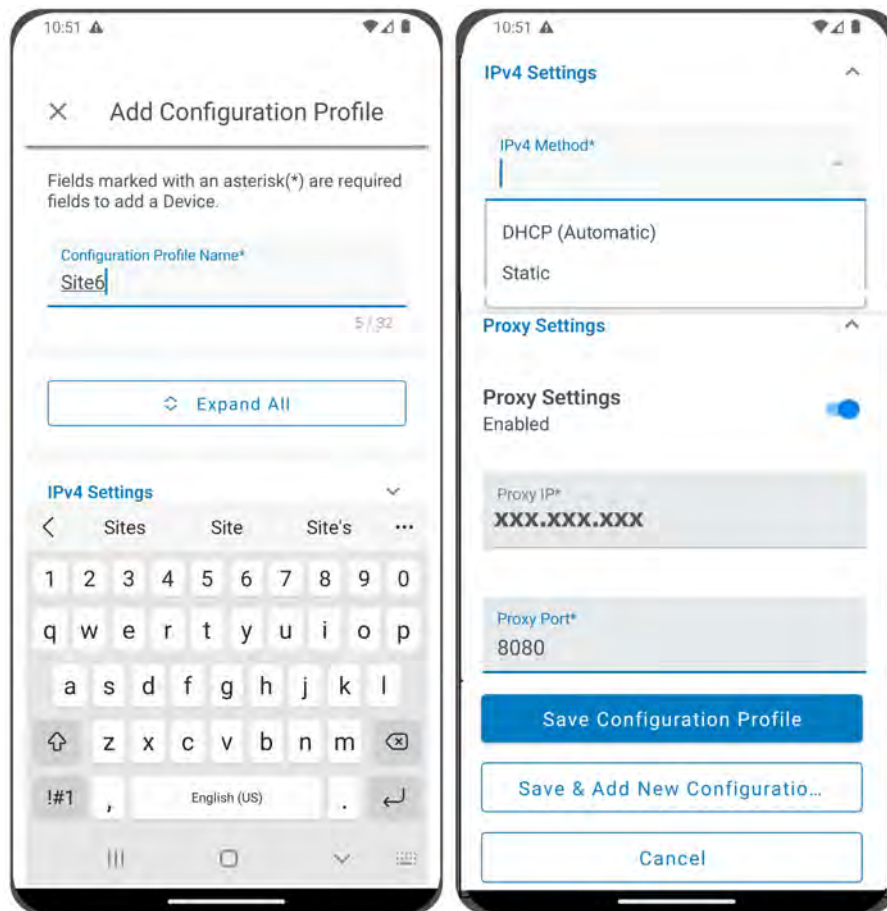 10:51
Add Configuration Profile
Fields marked with an asterisk(*) are required
fields to add a Device.
Configuration Profile Name*
Site6
5 / 32
Expand All
IPv4 Settings
Sites Site Site's
1 2 3 4 5 6 7 8 9 0
q w e r t y u i o p
a s d f g h j k l
z x c v b n m
!#1 , English (US) .
10:51
IPv4 Settings
IPv4 Method*
DHCP (Automatic)
Static
Proxy Settings
Proxy Settings
Enabled
Proxy IP*
xxx.xxx.xxx
Proxy Port*
8080
Save Configuration Profile
Save & Add New Configuratio...
Cancel